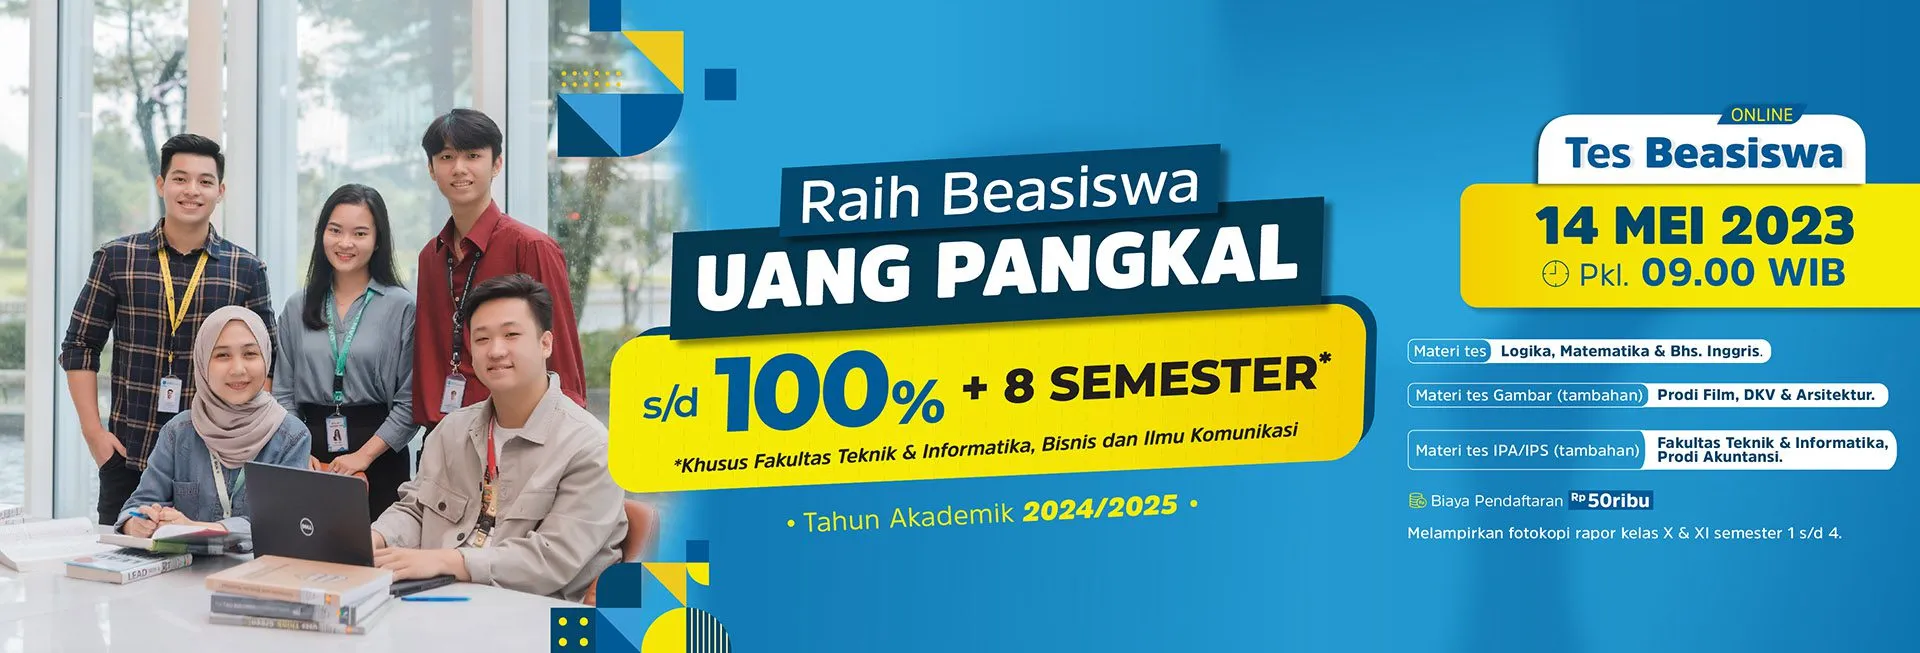 Raih Beasiswa
UANG PANGKAL
s/d 100% + 8 SEMESTER*
*Khusus Fakultas Teknik & Informatika, Bisnis dan Ilmu Komunikasi
• Tahun Akademik 2024/2025 •
ONLINE
Tes Beasiswa
14 MEI 2023
Pkl. 09.00 WIB
Materi tes Logika, Matematika & Bhs. Inggris.
Materi tes Gambar (tambahan) Prodi Film, DKV & Arsitektur.
Materi tes IPA/IPS (tambahan) Fakultas Teknik & Informatika,
Prodi Akuntansi.
Biaya Pendaftaran Rp 50ribu
Melampirkan fotokopi rapor kelas X & XI semester 1 s/d 4.
DELL
LEAD